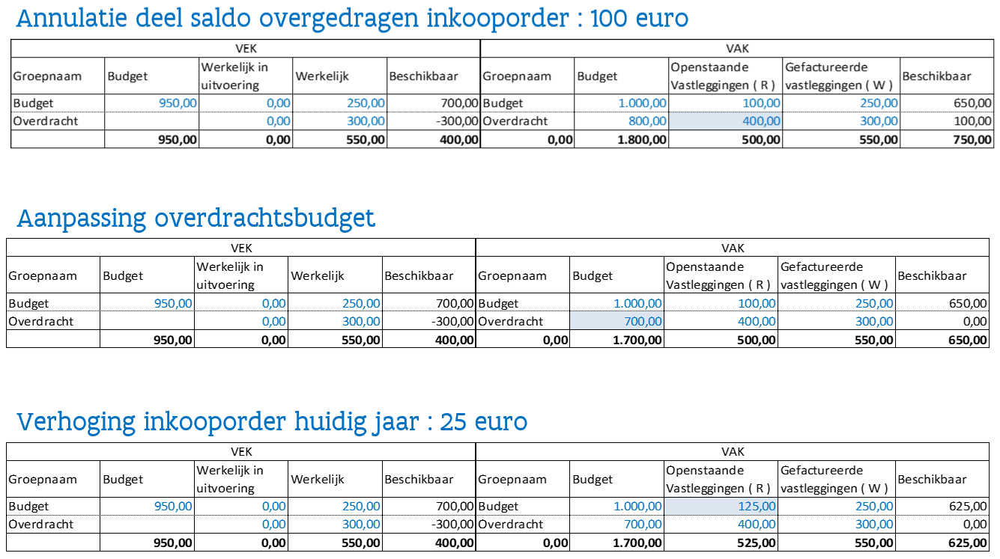 Annulatie deel saldo overgedragen inkooporder : 100 euro
VEK VAK
Groepnaam Budget Werkelijk in uitvoering Werkelijk Beschikbaar Groepnaam Budget Openstaande Vastleggingen ( R ) Gefactureerde vastleggingen ( W ) Beschikbaar
Budget 950,00 0,00 250,00 700,00 Budget 1.000,00 100,00 250,00 650,00
Overdracht 0,00 300,00 -300,00 Overdracht 800,00 400,00 300,00 100,00
950,00 0,00 550,00 400,00 0,00 1.800,00 500,00 550,00 750,00
Aanpassing overdrachtsbudget
VEK VAK
Groepnaam Budget Werkelijk in uitvoering Werkelijk Beschikbaar Groepnaam Budget Openstaande Vastleggingen ( R ) Gefactureerde vastleggingen ( W ) Beschikbaar
Budget 950,00 0,00 250,00 700,00 Budget 1.000,00 100,00 250,00 650,00
Overdracht 0,00 300,00 -300,00 Overdracht 700,00 400,00 300,00 0,00
950,00 0,00 550,00 400,00 0,00 1.700,00 500,00 550,00 650,00
Verhoging inkooporder huidig jaar : 25 euro
VEK VAK
Groepnaam Budget Werkelijk in uitvoering Werkelijk Beschikbaar Groepnaam Budget Openstaande Vastleggingen ( R ) Gefactureerde vastleggingen ( W ) Beschikbaar
Budget 950,00 0,00 250,00 700,00 Budget 1.000,00 125,00 250,00 625,00
Overdracht 0,00 300,00 -300,00 Overdracht 700,00 400,00 300,00 0,00
950,00 0,00 550,00 400,00 0,00 1.700,00 525,00 550,00 625,00